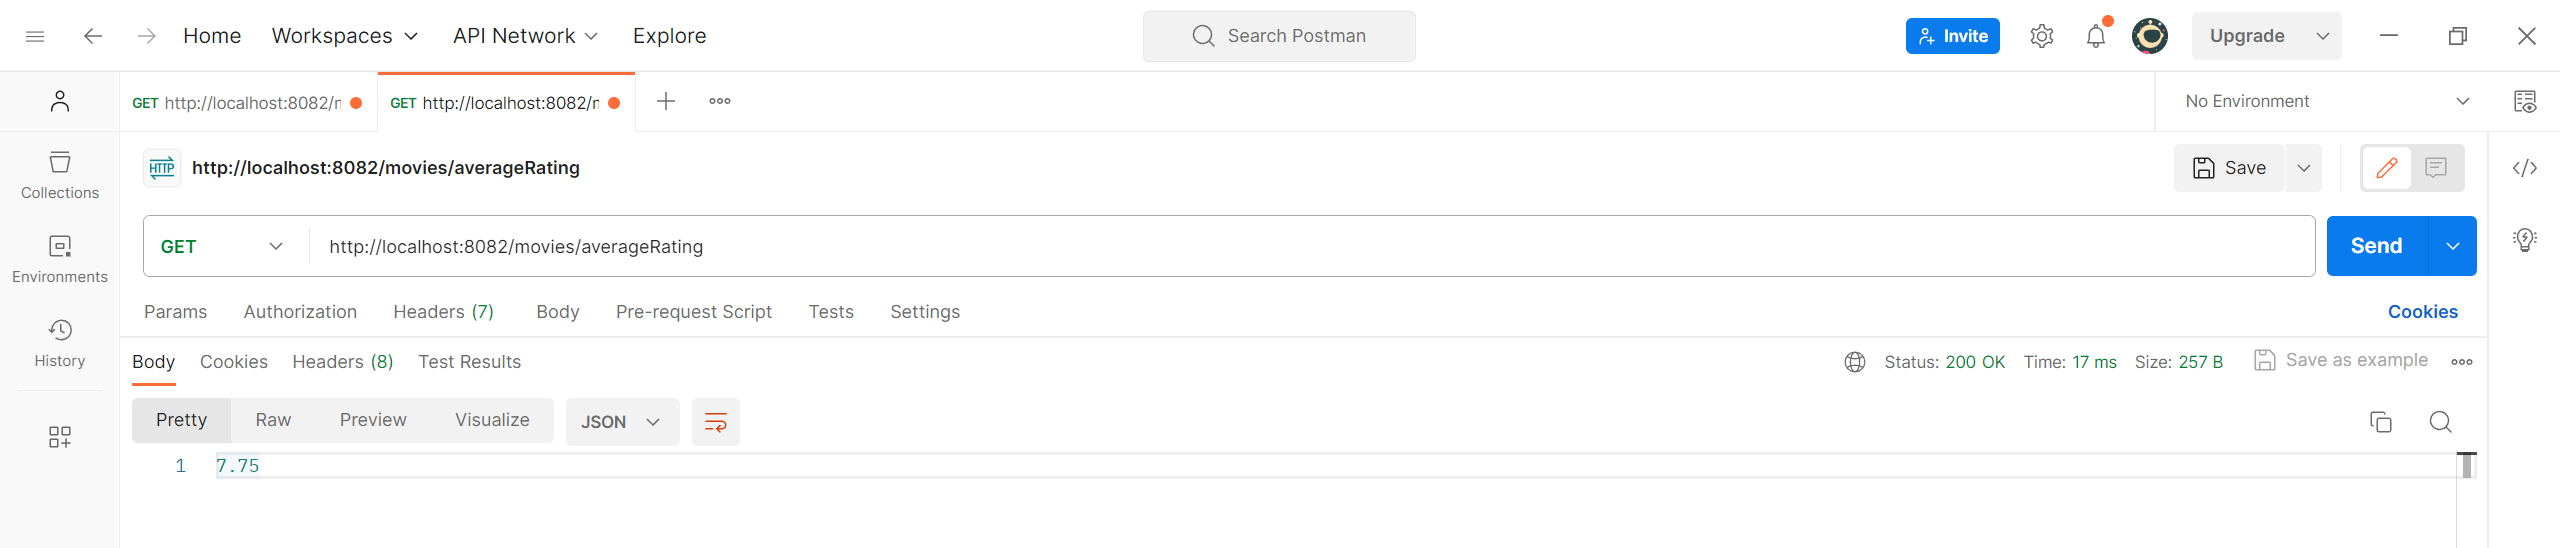 Home Workspaces API Network Explore Search Postman Invite Upgrade
GET http://localhost:8082/n GET http://localhost:8082/n No Environment
HTTP http://localhost:8082/movies/averageRating Save
Collections
GET http://localhost:8082/movies/averageRating Send
Environments
Params Authorization Headers (7) Body Pre-request Script Tests Settings Cookies
History
Body Cookies Headers (8) Test Results Status: 200 OK Time: 17 ms Size: 257 B Save as example
Pretty Raw Preview Visualize JSON
1 7.75